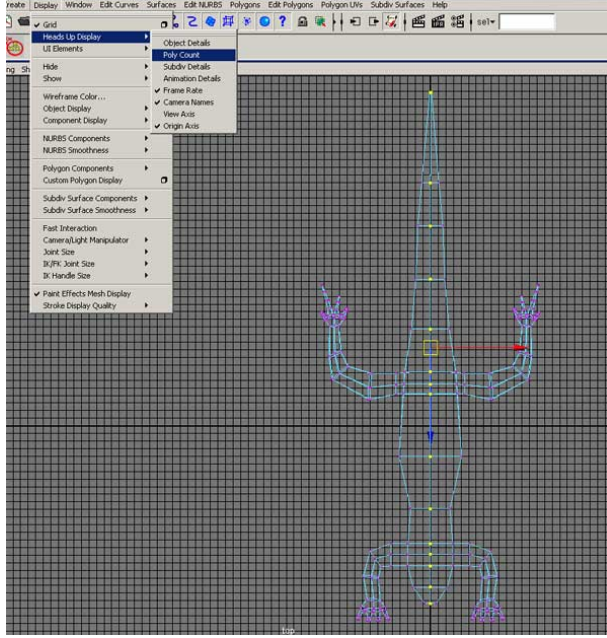 reate Display Window Edit Curves Surfaces Edit NURBS Polygons Edit Polygons Polygon UVs Subdiv Surfaces Help
sel
ng Sh
Grid
Heads Up Display
UI Elements
Hide
Show
Wireframe Color...
Object Display
Component Display
NURBS Components
NURBS Smoothness
Polygon Components
Custom Polygon Display
Subdiv Surface Components
Subdiv Surface Smoothness
Fast Interaction
Camera/Light Manipulator
Joint Size
IK/FK Joint Size
IK Handle Size
Paint Effects Mesh Display
Stroke Display Quality
Object Details
Poly Count
Subdiv Details
Animation Details
Frame Rate
Camera Names
View Axis
Origin Axis
top